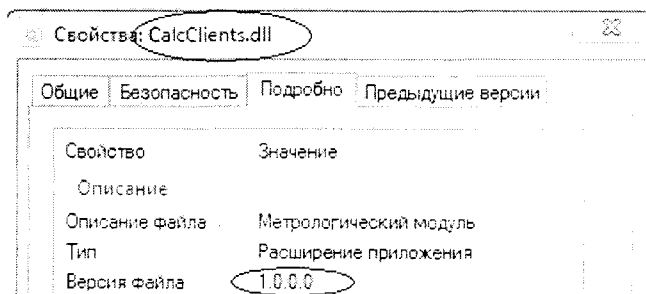 Свойства: CalcClients.dll
Общие Безопасность Подробно Предыдущие версии
Свойство Значение
Описание
Описание файла Метрологический модуль
Тип Расширение приложения
Версия файла 1.0.0.0